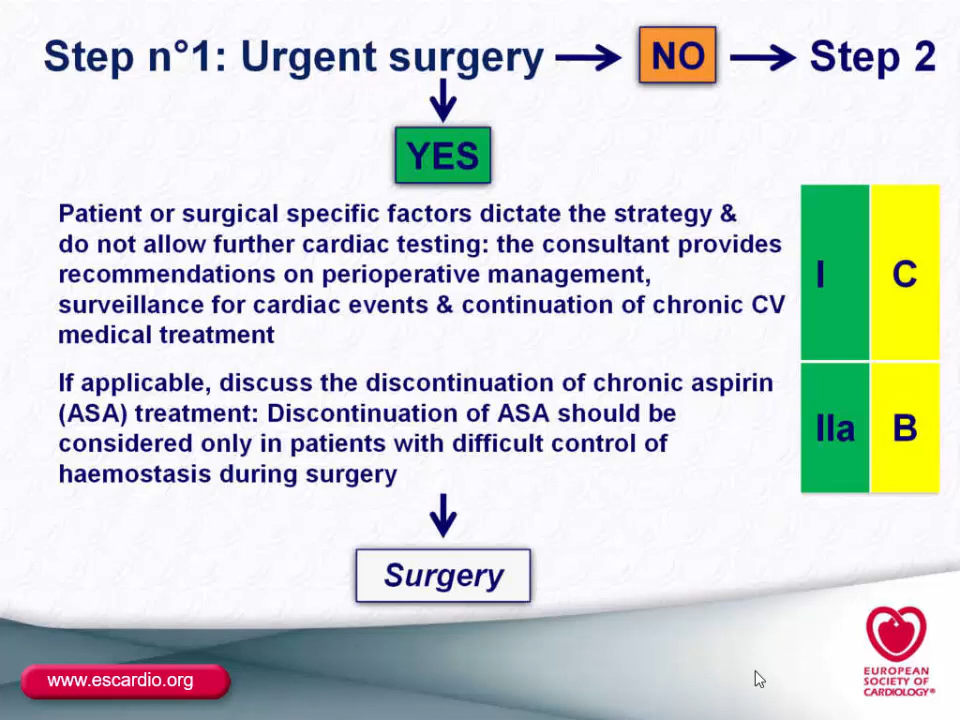 Step n°1: Urgent surgery
NO
Step 2
YES
Patient or surgical specific factors dictate the strategy &
do not allow further cardiac testing: the consultant provides
recommendations on perioperative management,
surveillance for cardiac events & continuation of chronic CV
medical treatment
I
C
If applicable, discuss the discontinuation of chronic aspirin
(ASA) treatment: Discontinuation of ASA should be
considered only in patients with difficult control of
haemostasis during surgery
IIa
B
Surgery
www.escardio.org
EUROPEAN
SOCIETY OF
CARDIOLOGY®